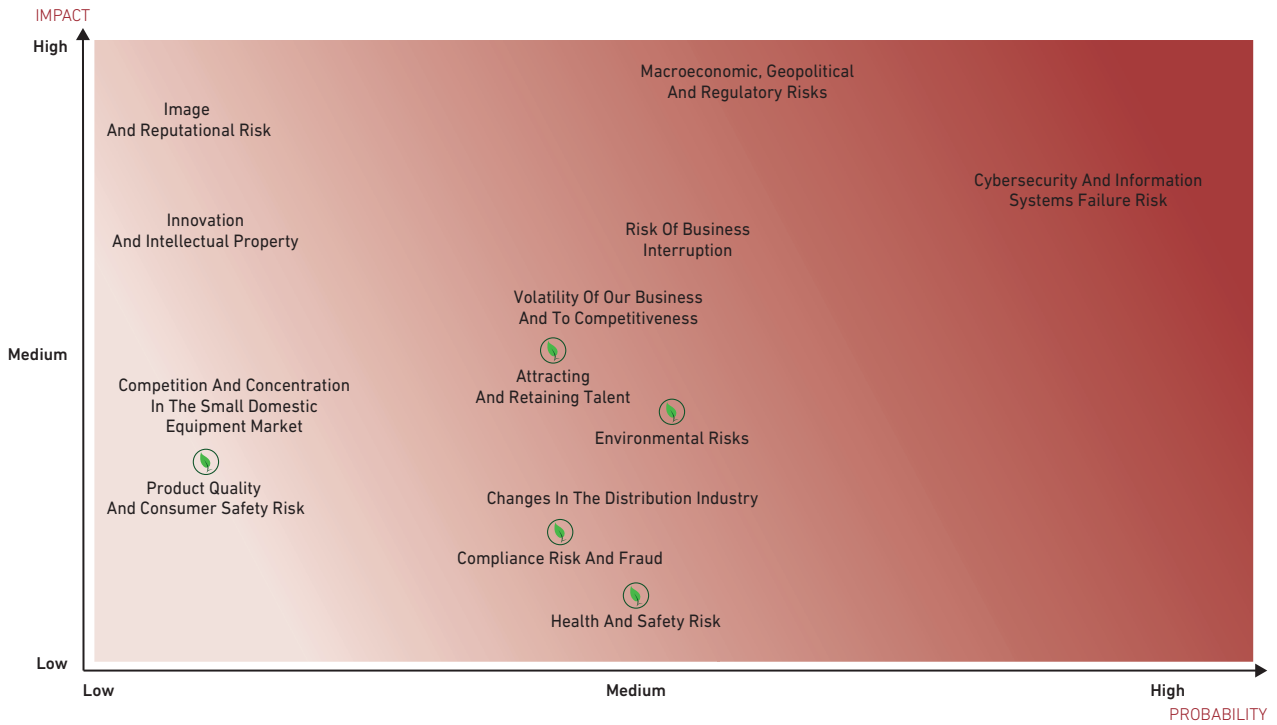 IMPACT
High
Macroeconomic, Geopolitical
And Regulatory Risks
Image
And Reputational Risk
Cybersecurity And Information
Systems Failure Risk
Innovation
And Intellectual Property
Risk Of Business
Interruption
Volatility Of Our Business
And To Competitiveness
Medium
Attracting
And Retaining Talent
Competition And Concentration
In The Small Domestic
Equipment Market
Environmental Risks
Product Quality
And Consumer Safety Risk
Changes In The Distribution Industry
Compliance Risk And Fraud
Health And Safety Risk
Low
Low
Medium
High
PROBABILITY